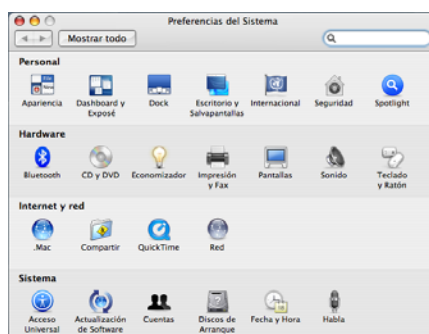 Preferencias del Sistema
Mostrar todo
Personal
Apariencia
Dashboard y
Exposé
Dock
Escritorio y
Salvapantallas
Internacional
Seguridad
Spotlight
Hardware
Bluetooth
CD y DVD
Economizador
Impresión
y Fax
Pantallas
Sonido
Teclado
y Ratón
Internet y red
.Mac
Compartir
QuickTime
Red
Sistema
Acceso
Universal
Actualización
de Software
Cuentas
Discos de
Arranque
Fecha y Hora
Habla